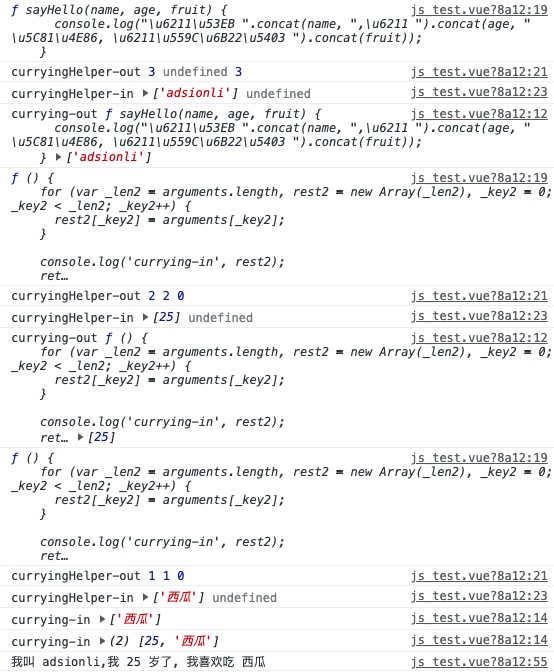 ƒ sayHello(name, age, fruit) { js_test.vue?8a12:19
console.log("\u6211\u53EB ".concat(name, ",\u6211 ").concat(age, "
\u5C81\u4E86, \u6211\u559C\u6B22\u5403 ").concat(fruit));
}
curryingHelper-out 3 undefined 3 js_test.vue?8a12:21
curryingHelper-in ▶ ['adsionli'] undefined js_test.vue?8a12:23
currying-out ƒ sayHello(name, age, fruit) { js_test.vue?8a12:12
console.log("\u6211\u53EB ".concat(name, ",\u6211 ").concat(age, "
\u5C81\u4E86, \u6211\u559C\u6B22\u5403 ").concat(fruit));
} ▶ ['adsionli']
ƒ () { js_test.vue?8a12:19
for (var _len2 = arguments.length, rest2 = new Array(_len2), _key2 = 0;
_key2 < _len2; _key2++) {
rest2[_key2] = arguments[_key2];
}
console.log('currying-in', rest2);
ret…
curryingHelper-out 2 2 0 js_test.vue?8a12:21
curryingHelper-in ▶ [25] undefined js_test.vue?8a12:23
currying-out ƒ () { js_test.vue?8a12:12
for (var _len2 = arguments.length, rest2 = new Array(_len2), _key2 = 0;
_key2 < _len2; _key2++) {
rest2[_key2] = arguments[_key2];
}
console.log('currying-in', rest2);
ret… ▶ [25]
ƒ () { js_test.vue?8a12:19
for (var _len2 = arguments.length, rest2 = new Array(_len2), _key2 = 0;
_key2 < _len2; _key2++) {
rest2[_key2] = arguments[_key2];
}
console.log('currying-in', rest2);
ret…
curryingHelper-out 1 1 0 js_test.vue?8a12:21
curryingHelper-in ▶ ['西瓜'] undefined js_test.vue?8a12:23
currying-in ▶ ['西瓜'] js_test.vue?8a12:14
currying-in ▶ (2) [25, '西瓜'] js_test.vue?8a12:14
我叫 adsionli,我 25 岁了, 我喜欢吃 西瓜 js_test.vue?8a12:55